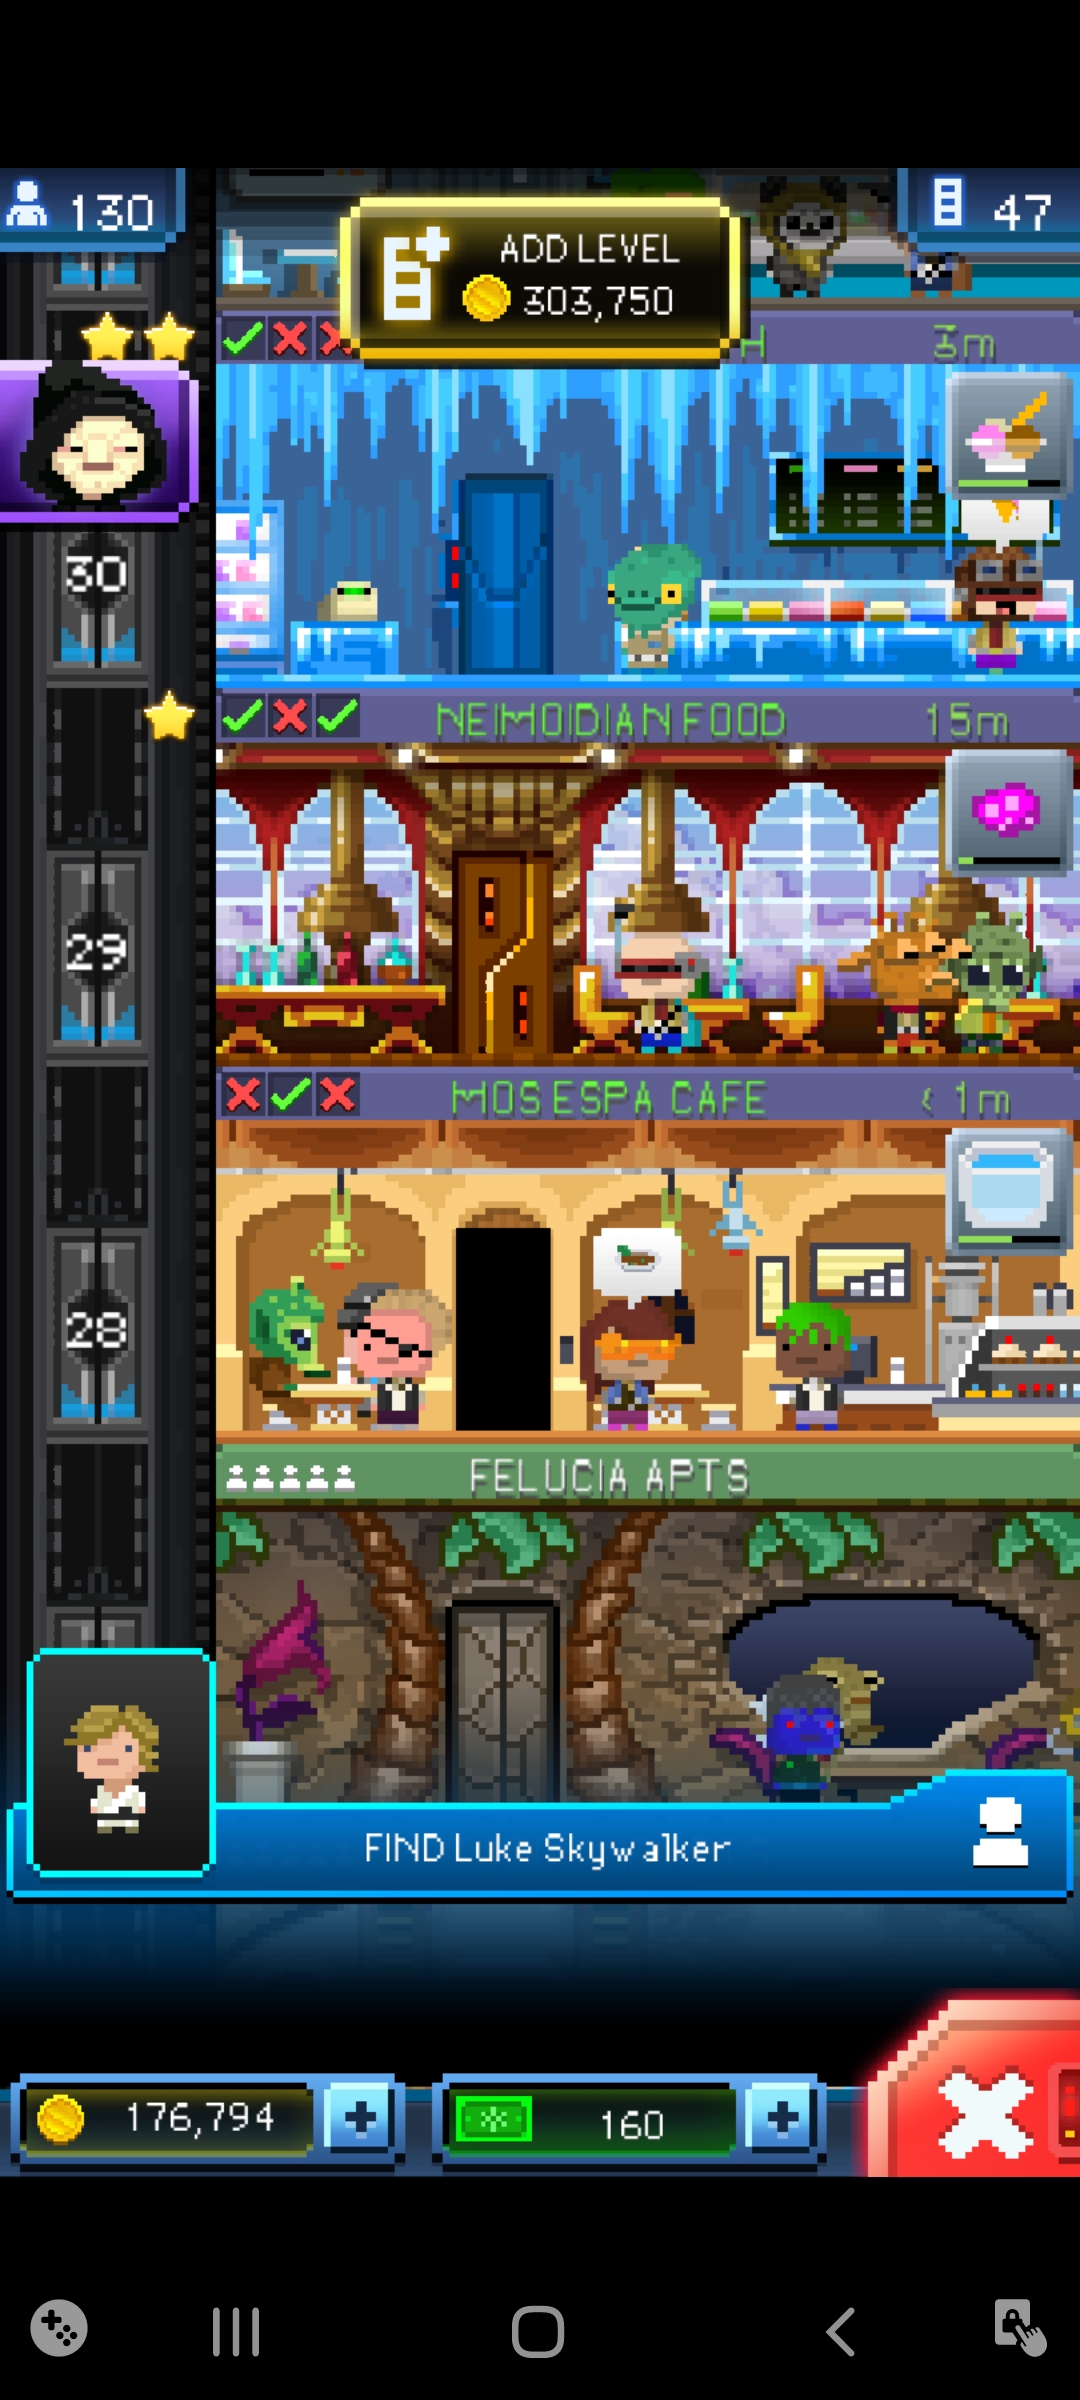 130
ADD LEVEL
303,750
47
H
3m
30
NEIMOIDIAN FOOD
15m
29
MOS ESPA CAFE
< 1m
28
FELUCIA APTS
FIND Luke Skywalker
176,794
160